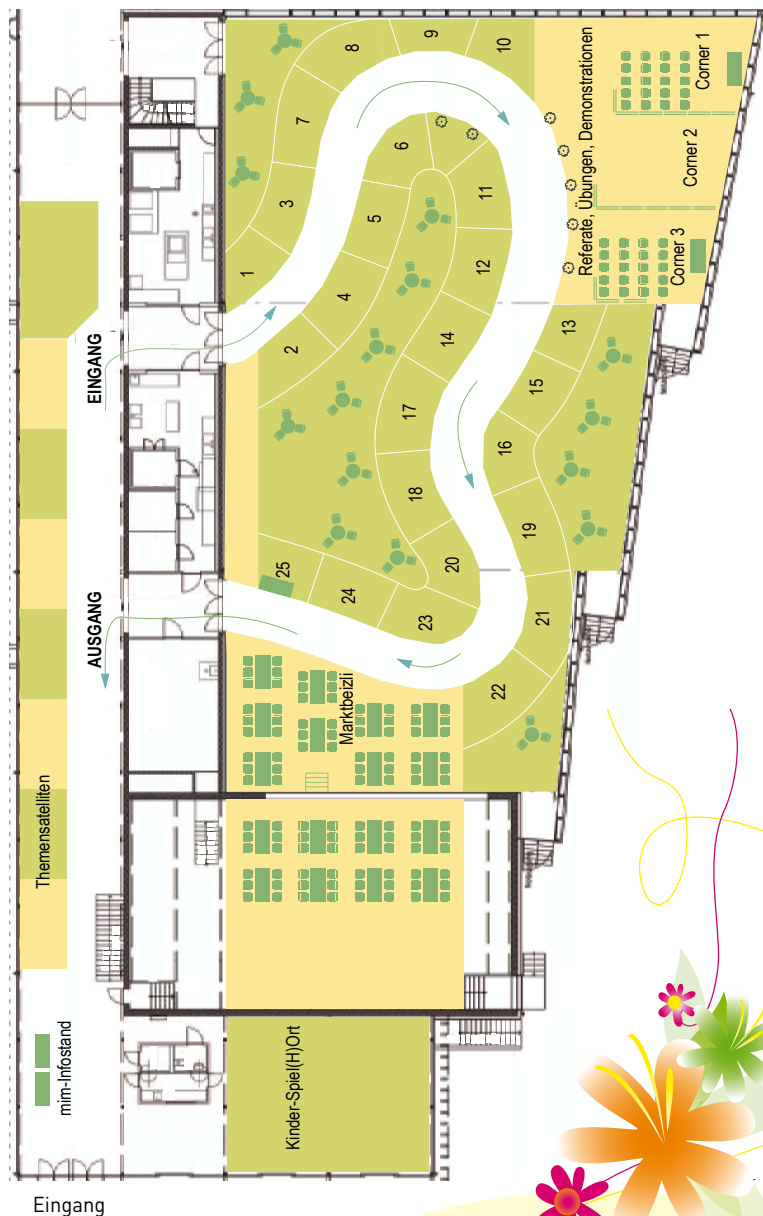 EINGANG
AUSGANG
Themensatelliten
mim-Infostand
Kinder-Spiel(H)Ort
Marktbeizli
Referate, Übungen, Demonstrationen
Corner 1
Corner 2
Corner 3
1
2
3
4
5
6
7
8
9
10
11
12
13
14
15
16
17
18
19
20
21
22
23
24
25
Eingang